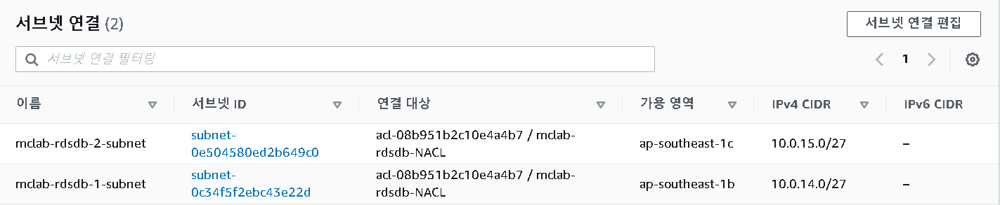 서브넷 연결 (2)
서브넷 연결 편집
서브넷 연결 필터링
1
이름 서브넷 ID 연결 대상 가용 영역 IPv4 CIDR IPv6 CIDR
mclab-rdsdb-2-subnet subnet-0e504580ed2b649c0 acl-08b951b2c10e4a4b7 / mclab-rdsdb-NACL ap-southeast-1c 10.0.15.0/27 –
mclab-rdsdb-1-subnet subnet-0c34f5f2ebc43e22d acl-08b951b2c10e4a4b7 / mclab-rdsdb-NACL ap-southeast-1b 10.0.14.0/27 –